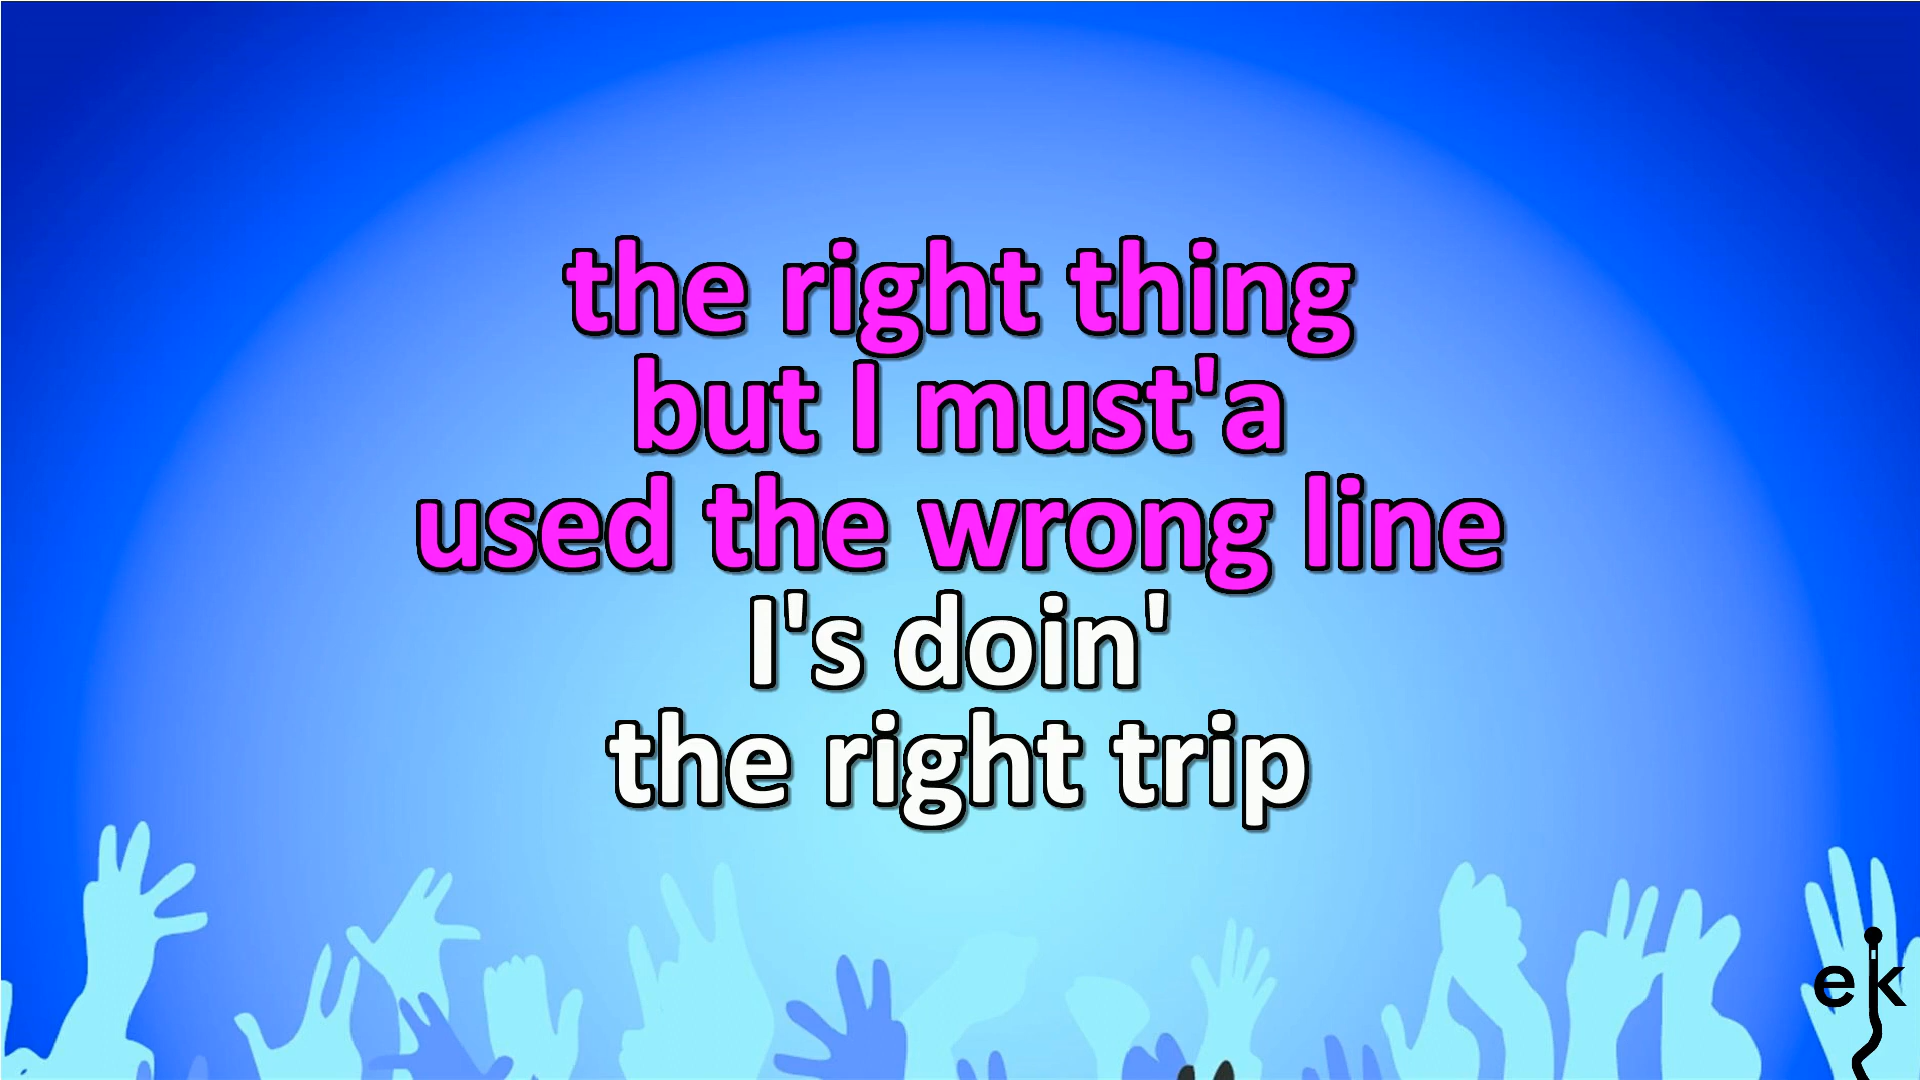 the right thing
but I must'a
used the wrong line
I's doin'
the right trip
ek